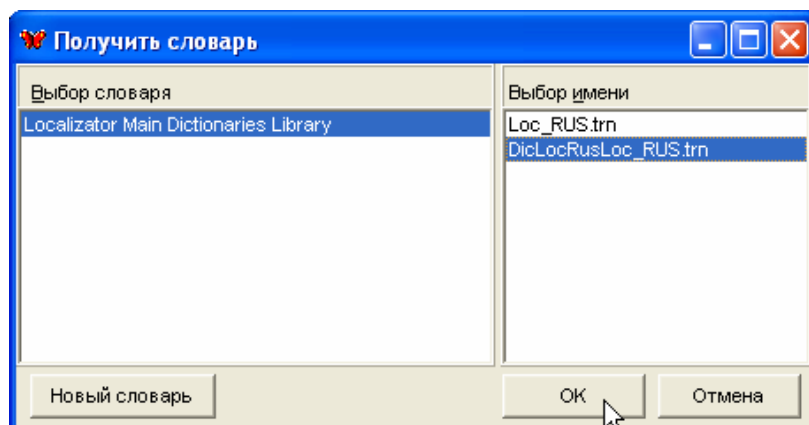 Получить словарь
Выбор словаря
Localizator Main Dictionaries Library
Выбор имени
Loc_RUS.trn
DicLocRusLoc_RUS.trn
Новый словарь
OK
Отмена